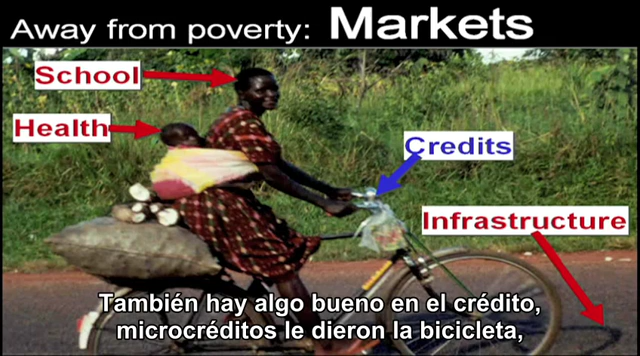 Away from poverty: Markets
School
Health
Credits
Infrastructure
También hay algo bueno en el crédito,
microcréditos le dieron la bicicleta,